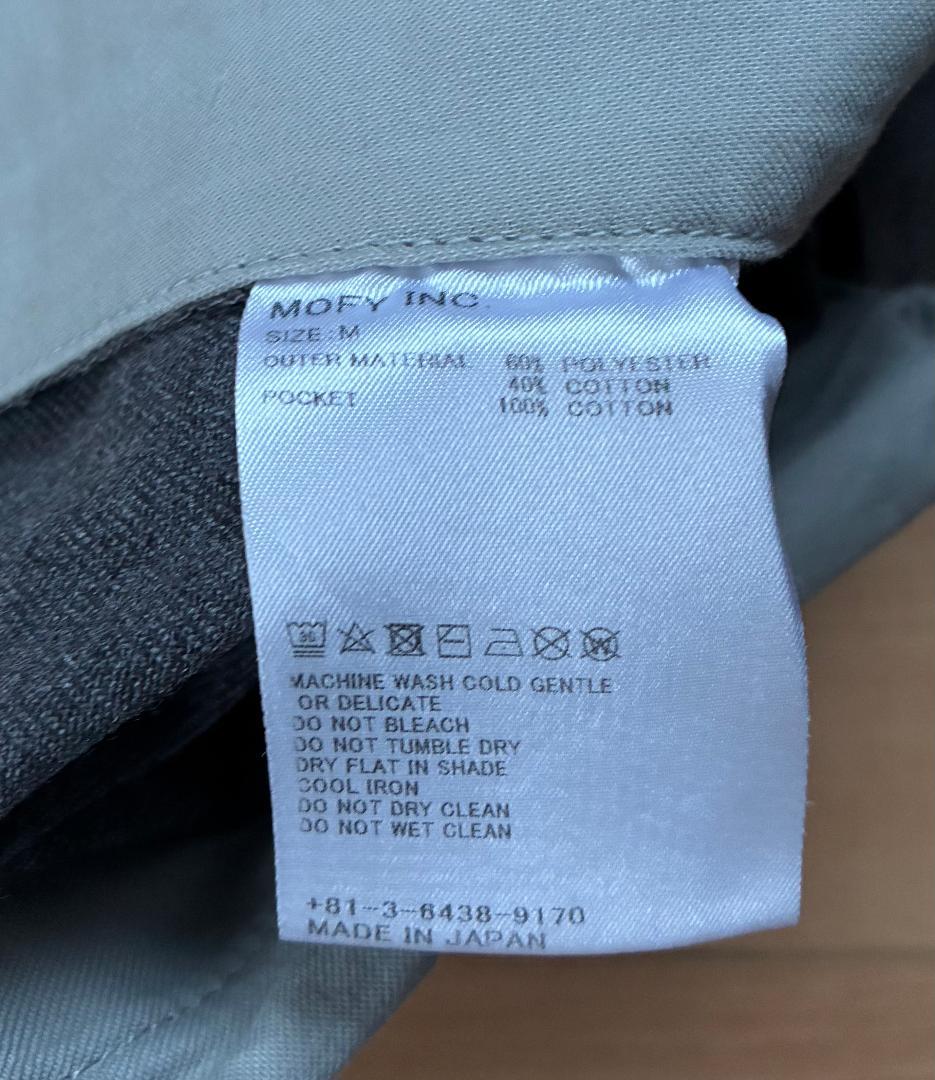 MOFY INC.
SIZE:M
OUTER MATERIAL 60% POLYESTER
40% COTTON
POCKET 100% COTTON
30
W
MACHINE WASH COLD GENTLE
OR DELICATE
DO NOT BLEACH
DO NOT TUMBLE DRY
DRY FLAT IN SHADE
COOL IRON
DO NOT DRY CLEAN
DO NOT WET CLEAN
+81-3-6438-9170
MADE IN JAPAN